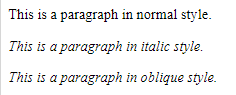 This is a paragraph in normal style.
This is a paragraph in italic style.
This is a paragraph in oblique style.